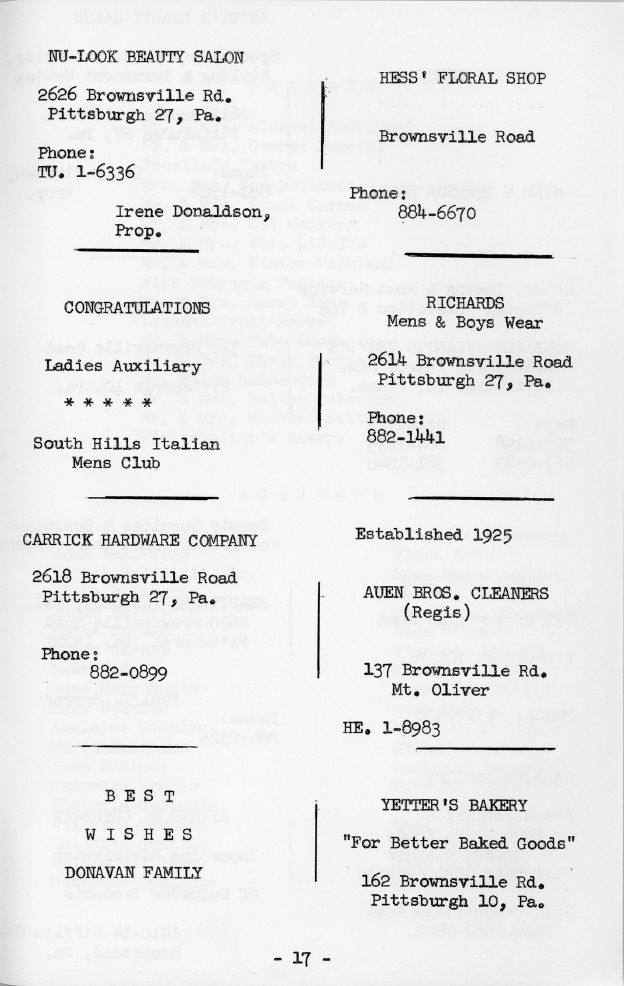 NU-LOOK BEAUTY SALON
2626 Brownsville Rd.
Pittsburgh 27, Pa.
Phone:
TU. 1-6336
Irene Donaldson,
Prop.
HESS' FLORAL SHOP
Brownsville Road
Phone:
884-6670
CONGRATULATIONS
Ladies Auxiliary
* * * * *
South Hills Italian
Mens Club
RICHARDS
Mens & Boys Wear
2614 Brownsville Road
Pittsburgh 27, Pa.
Phone:
882-1441
CARRICK HARDWARE COMPANY
2618 Brownsville Road
Pittsburgh 27, Pa.
Phone:
882-0899
Established 1925
AUEN BROS. CLEANERS
(Regis)
137 Brownsville Rd.
Mt. Oliver
HE. 1-8983
B E S T
W I S H E S
DONAVAN FAMILY
YETTER'S BAKERY
"For Better Baked Goods"
162 Brownsville Rd.
Pittsburgh 10, Pa.
- 17 -